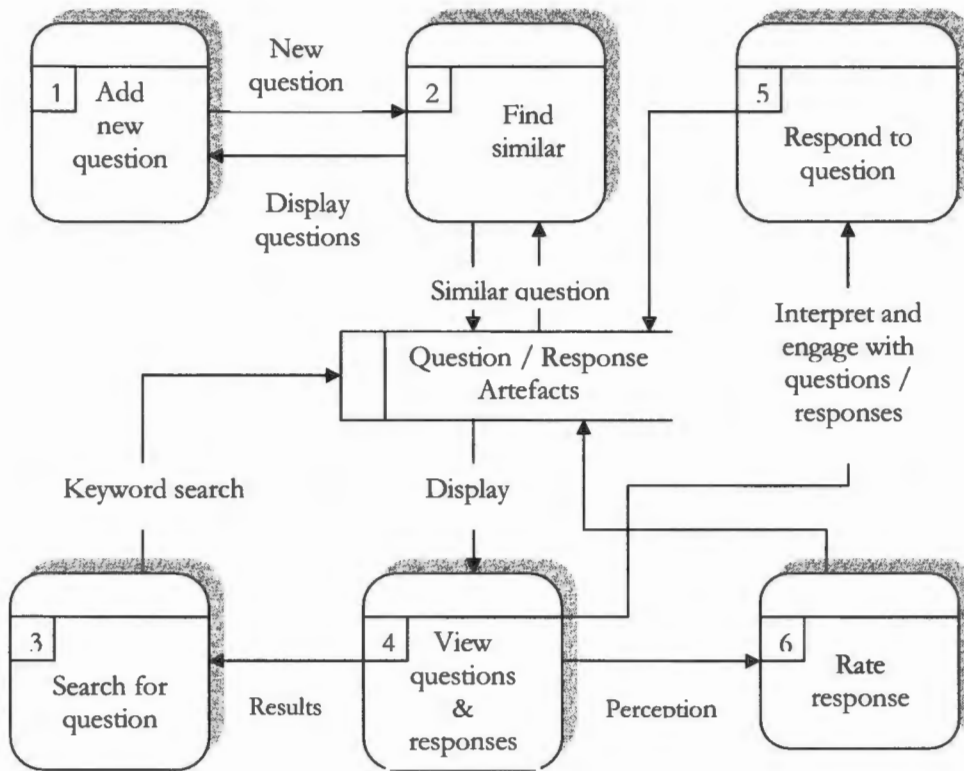 1
Add
new
question
New
question
Display
questions
2
Find
similar
5
Respond to
question
Similar question
Question / Response
Artefacts
Interpret and
engage with
questions /
responses
Keyword search
Display
3
Search for
question
Results
4
View
questions
&
responses
Perception
6
Rate
response